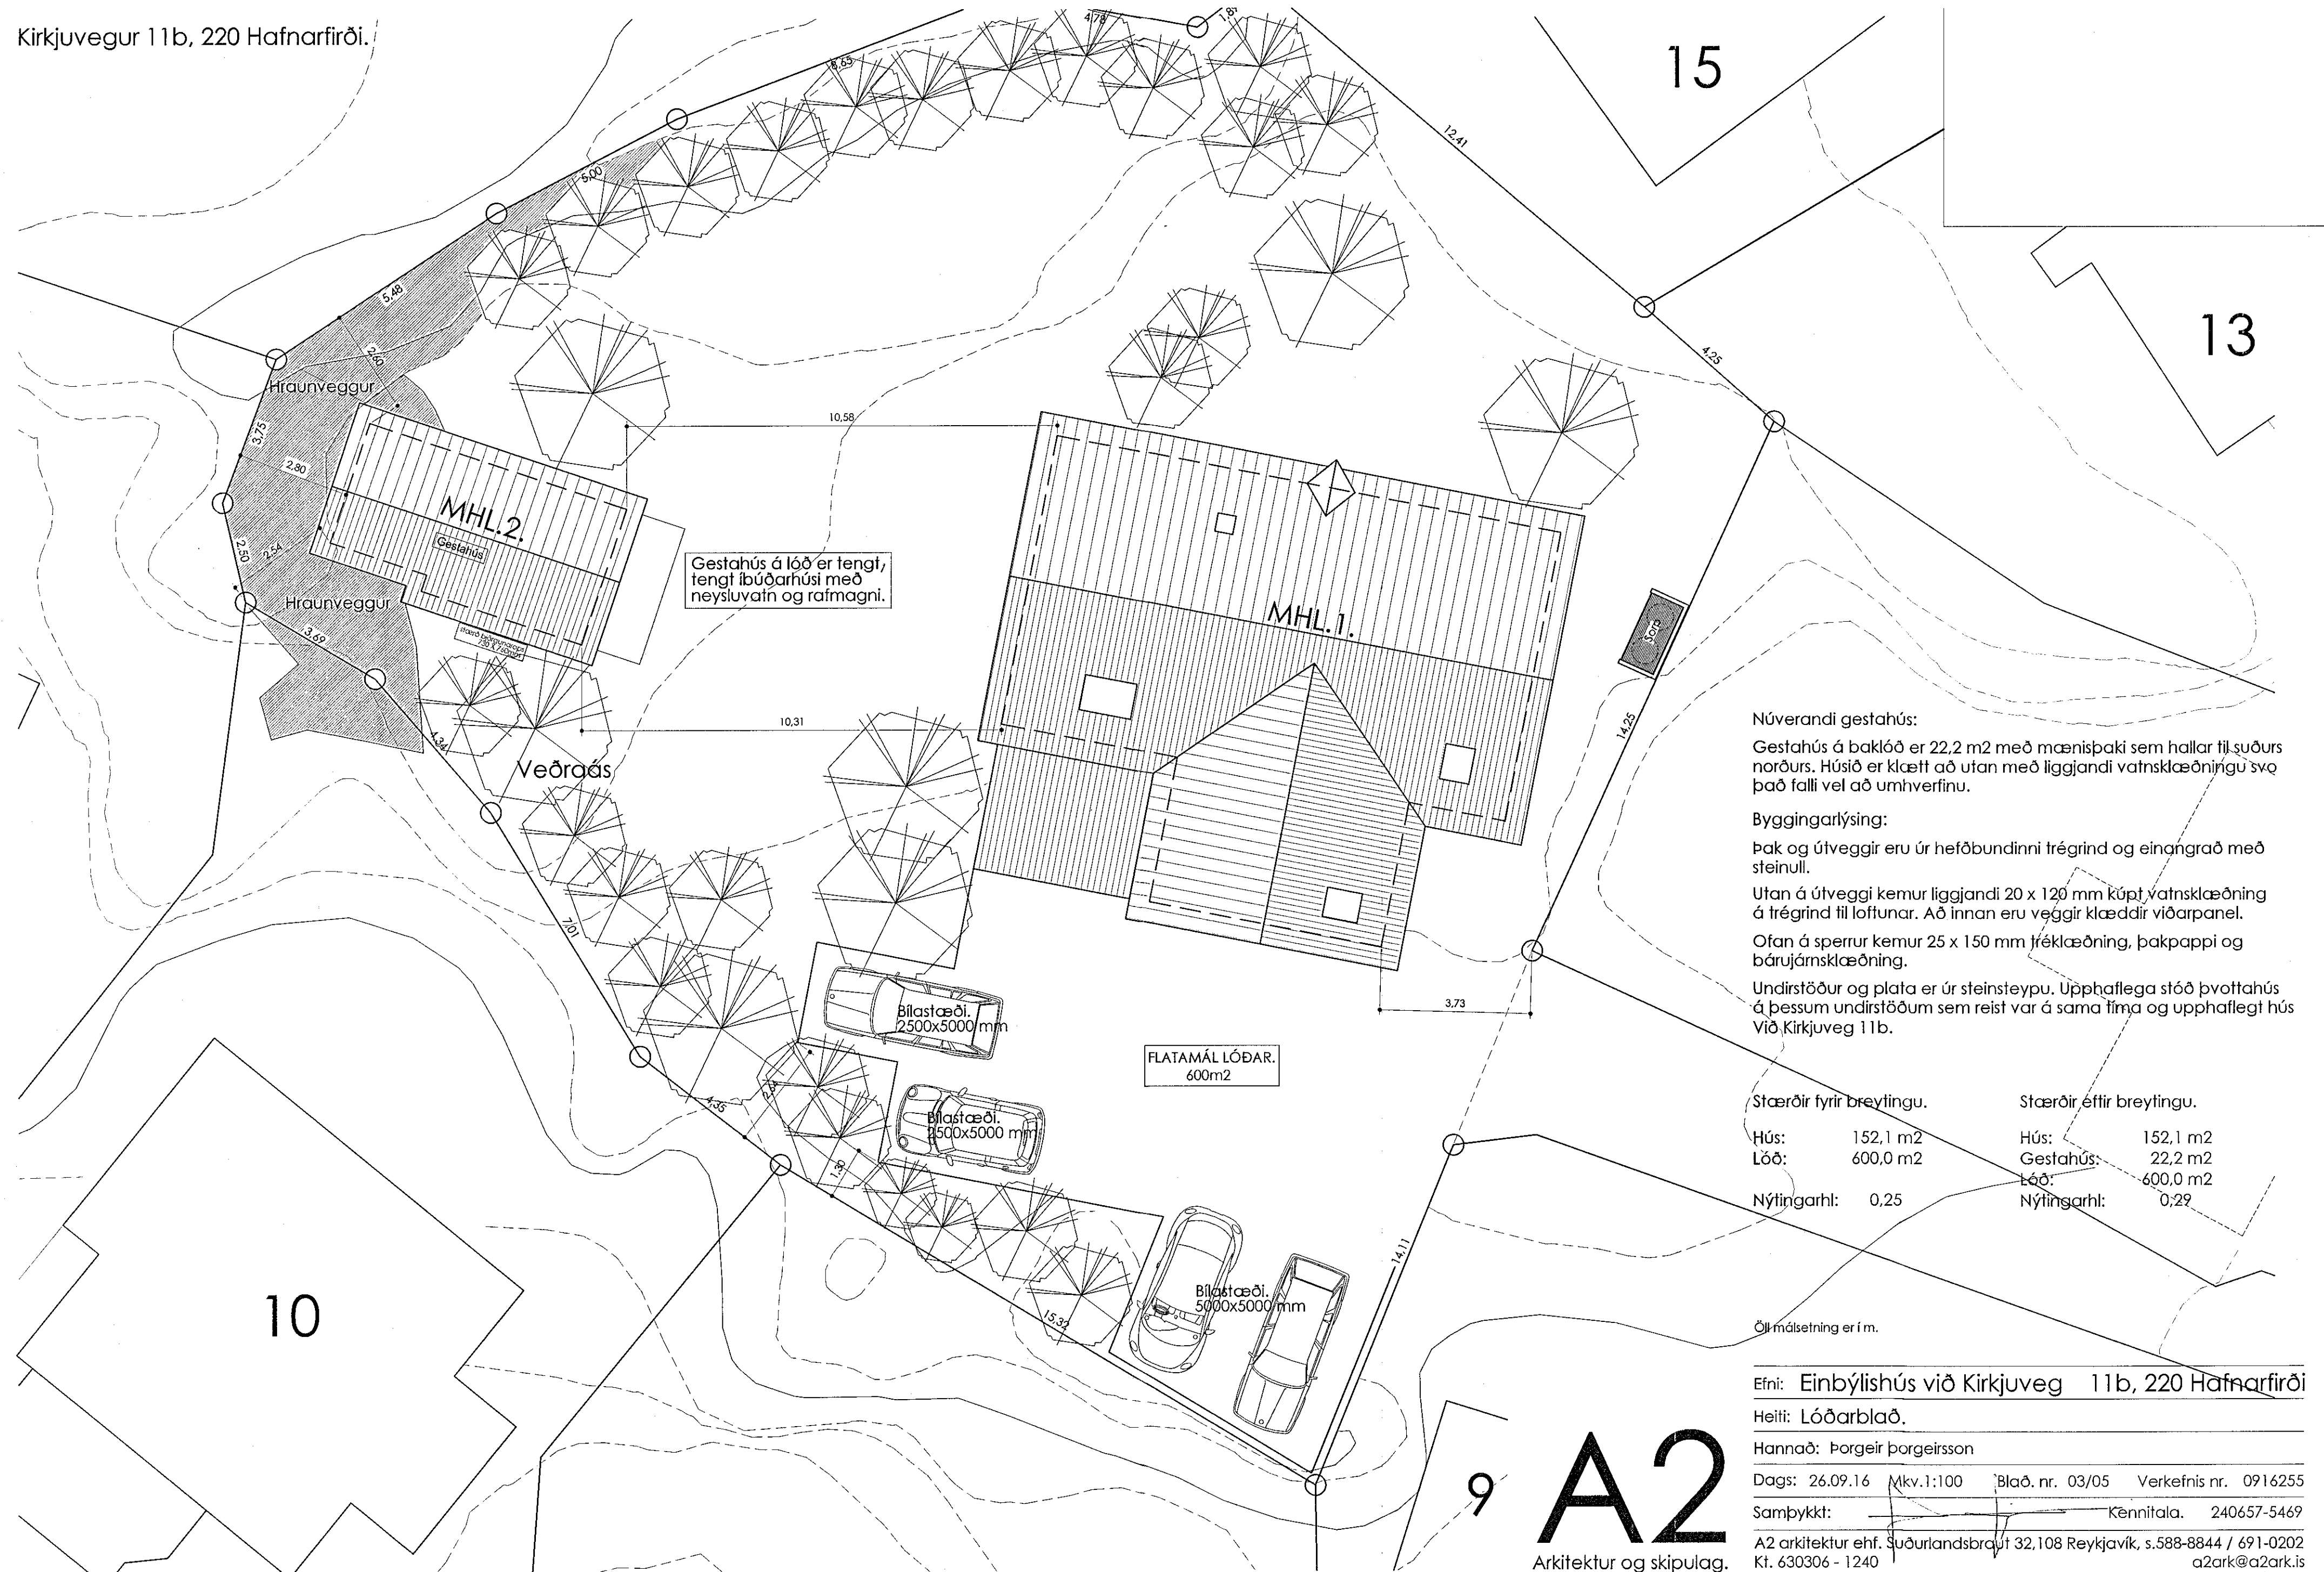 Kirkjuvegur 11b, 220 Hafnarfirði.
4,78
8,65
15
12,41
5,00
5,48
4,25
13
2,60
Hraunveggur
3,75
2,80
10,58
MHL.2.
Gestahús
2,50
2,54
Gestahús á lóð er tengt,
tengt íbúðarhúsi með
neysluvatn og rafmagni.
Hraunveggur
3,69
MHL.1.
Sorp
4,34
10,31
14,25
Veðraás
7,01
Bílastæði.
2500x5000 mm
3,73
FLATAMÁL LÓÐAR.
600m2
4,35
Bílastæði.
2500x5000 mm
1,30
14,11
Bílastæði.
5000x5000 mm
15,32
10
9
Núverandi gestahús:
Gestahús á baklóð er 22,2 m2 með mænisþaki sem hallar til suðurs
norðurs. Húsið er klætt að utan með liggjandi vatnsklæðningu svo
það falli vel að umhverfinu.
Byggingarlýsing:
Þak og útveggir eru úr hefðbundinni trégrind og einangrað með
steinull.
Utan á útveggi kemur liggjandi 20 x 120 mm kúpt vatnsklæðning
á trégrind til loftunar. Að innan eru veggir klæddir viðarpanel.
Ofan á sperrur kemur 25 x 150 mm tréklæðning, þakpappi og
bárujárnsklæðning.
Undirstöður og plata er úr steinsteypu. Upphaflega stóð þvottahús
á þessum undirstöðum sem reist var á sama tíma og upphaflegt hús
Við Kirkjuveg 11b.
Stærðir fyrir breytingu.
Hús: 152,1 m2
Lóð: 600,0 m2
Nýtingarhl: 0,25
Stærðir eftir breytingu.
Hús: 152,1 m2
Gestahús: 22,2 m2
Lóð: 600,0 m2
Nýtingarhl: 0,29
Öll málsetning er í m.
Efni: Einbýlishús við Kirkjuveg 11b, 220 Hafnarfirði
Heiti: Lóðarblað.
Hannað: Þorgeir þorgeirsson
Dags: 26.09.16 Mkv.1:100 Blað. nr. 03/05 Verkefnis nr. 0916255
Samþykkt: Kennitala. 240657-5469
A2 arkitektur ehf. Suðurlandsbraut 32,108 Reykjavík, s.588-8844 / 691-0202
Kt. 630306 - 1240 a2ark@a2ark.is
A2
Arkitektur og skipulag.